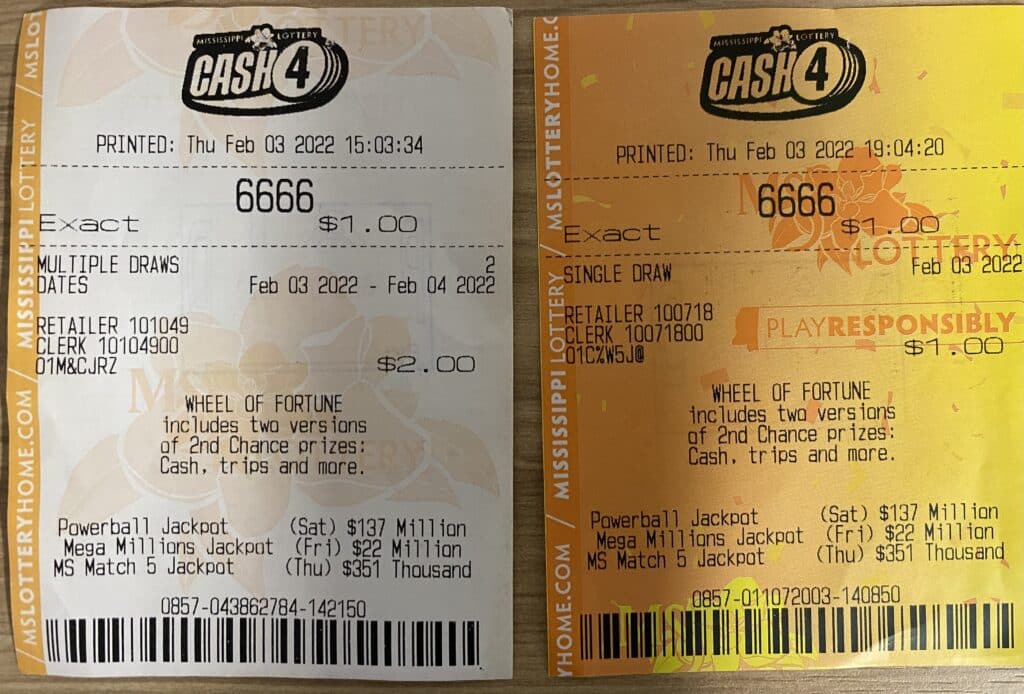 MISSISSIPPI LOTTERY
CASH 4
PRINTED: Thu Feb 03 2022 15:03:34
6666
Exact $1.00
MULTIPLE DRAWS 2
DATES Feb 03 2022 - Feb 04 2022
RETAILER 101049
CLERK 10104900
01M&CJRZ $2.00
WHEEL OF FORTUNE
includes two versions
of 2nd Chance prizes:
Cash, trips and more.
Powerball Jackpot (Sat) $137 Million
Mega Millions Jackpot (Fri) $22 Million
MS Match 5 Jackpot (Thu) $351 Thousand
0857-043862784-142150
MSLOTTERYHOME.COM / MISSISSIPPI LOTTERY / MSLO
MISSISSIPPI LOTTERY
CASH 4
PRINTED: Thu Feb 03 2022 19:04:20
6666
Exact $1.00
LOTTERY
SINGLE DRAW Feb 03 2022
RETAILER 100718
CLERK 10071800
01C%W5J@ $1.00
PLAYRESPONSIBLY
WHEEL OF FORTUNE
includes two versions
of 2nd Chance prizes:
Cash, trips and more.
Powerball Jackpot (Sat) $137 Million
Mega Millions Jackpot (Fri) $22 Million
MS Match 5 Jackpot (Thu) $351 Thousand
0857-011072003-140850
YHOME.COM / MISSISSIPPI LOTTERY / MSLOTTERYHOME.C